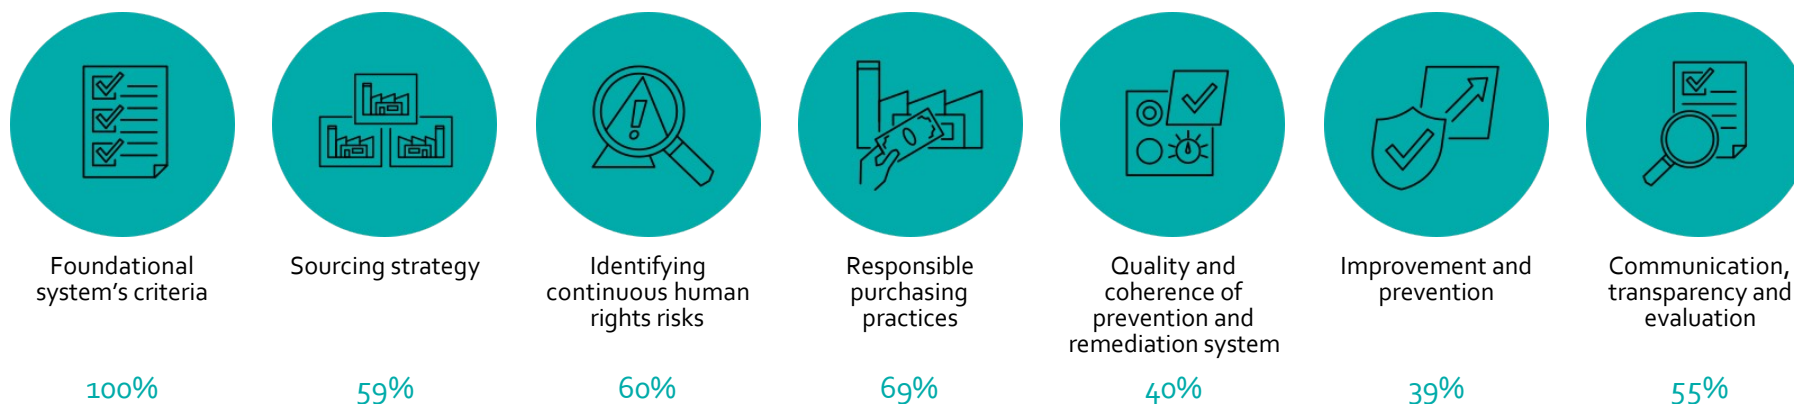 Foundational
system's criteria
100%
Sourcing strategy
59%
Identifying
continuous human
rights risks
60%
Responsible
purchasing
practices
69%
Quality and
coherence of
prevention and
remediation system
40%
Improvement and
prevention
39%
Communication,
transparency and
evaluation
55%